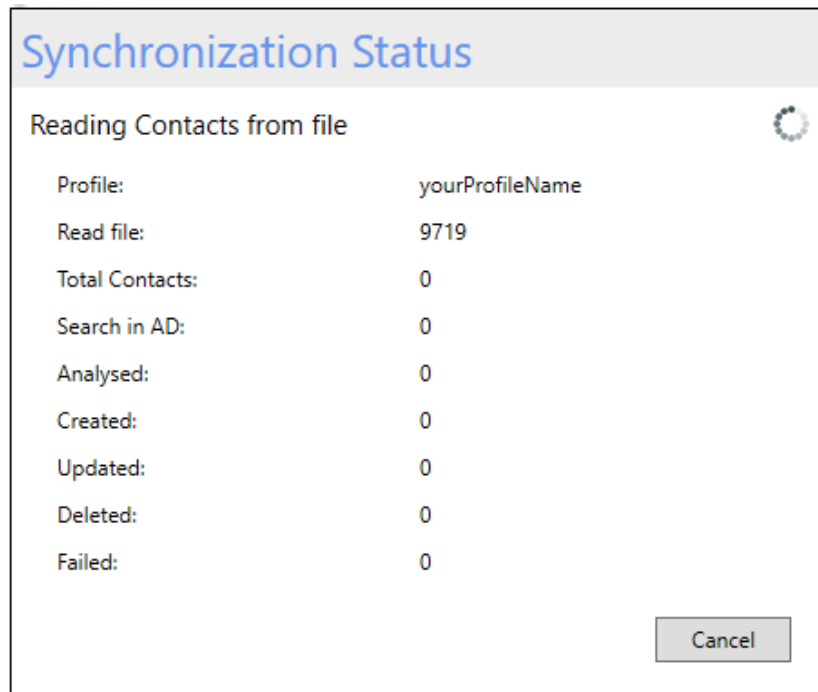 Synchronization Status
Reading Contacts from file
Profile: yourProfileName
Read file: 9719
Total Contacts: 0
Search in AD: 0
Analysed: 0
Created: 0
Updated: 0
Deleted: 0
Failed: 0
Cancel